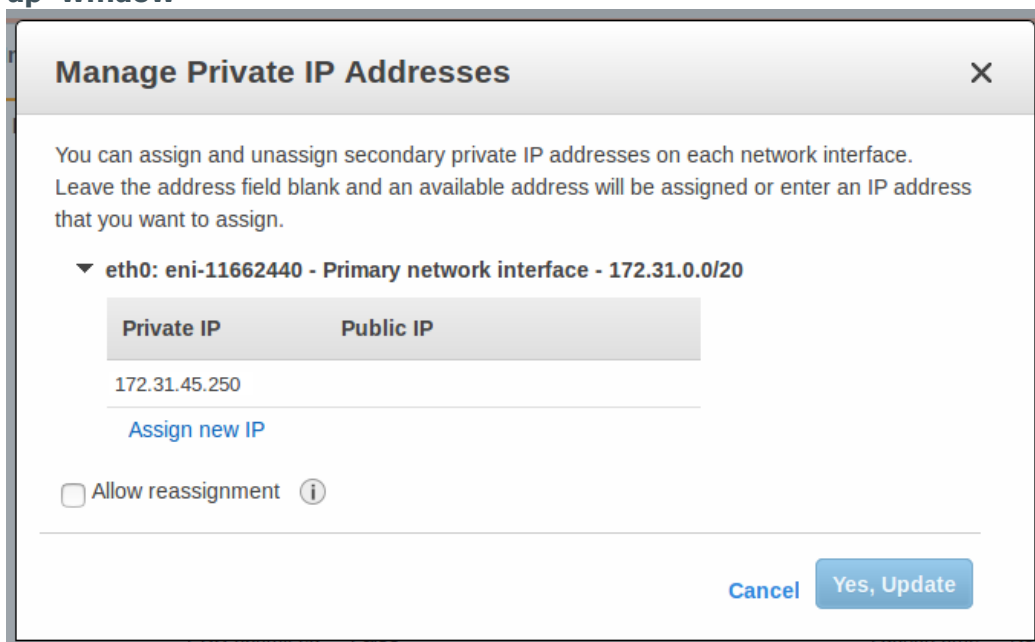 Manage Private IP Addresses
You can assign and unassign secondary private IP addresses on each network interface.
Leave the address field blank and an available address will be assigned or enter an IP address
that you want to assign.
eth0: eni-11662440 - Primary network interface - 172.31.0.0/20
Private IP Public IP
172.31.45.250
Assign new IP
Allow reassignment i
Cancel Yes, Update